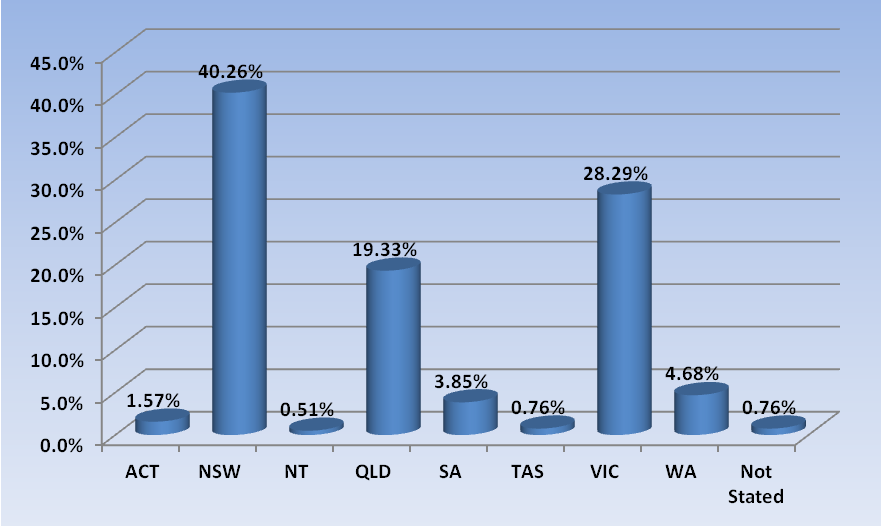 45.0%
40.0%
35.0%
30.0%
25.0%
20.0%
15.0%
10.0%
5.0%
0.0%
1.57%
40.26%
0.51%
19.33%
3.85%
0.76%
28.29%
4.68%
0.76%
ACT
NSW
NT
QLD
SA
TAS
VIC
WA
Not
Stated